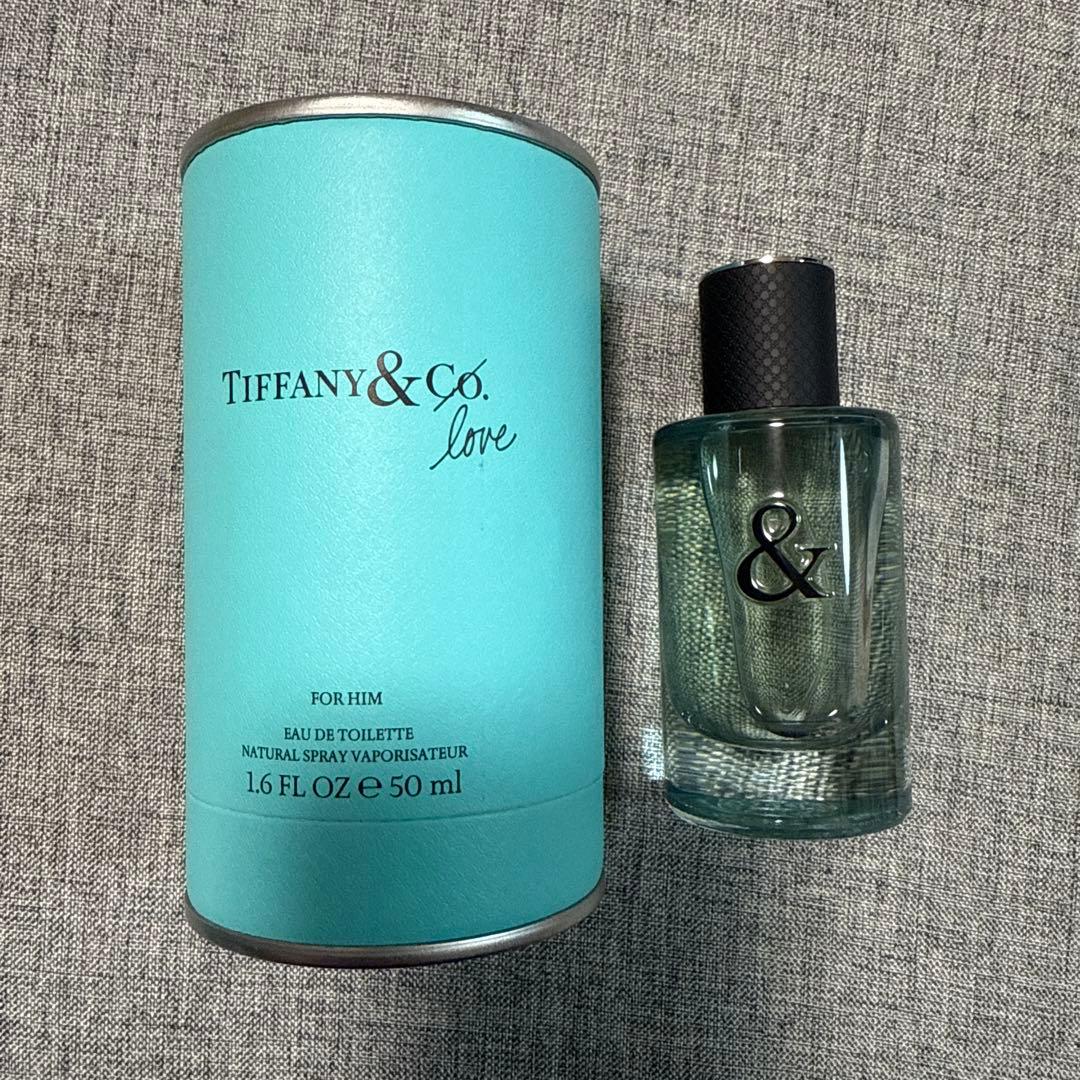 TIFFANY & Co.
love
FOR HIM
EAU DE TOILETTE
NATURAL SPRAY VAPORISATEUR
1.6 FL OZ ℮ 50 ml
&